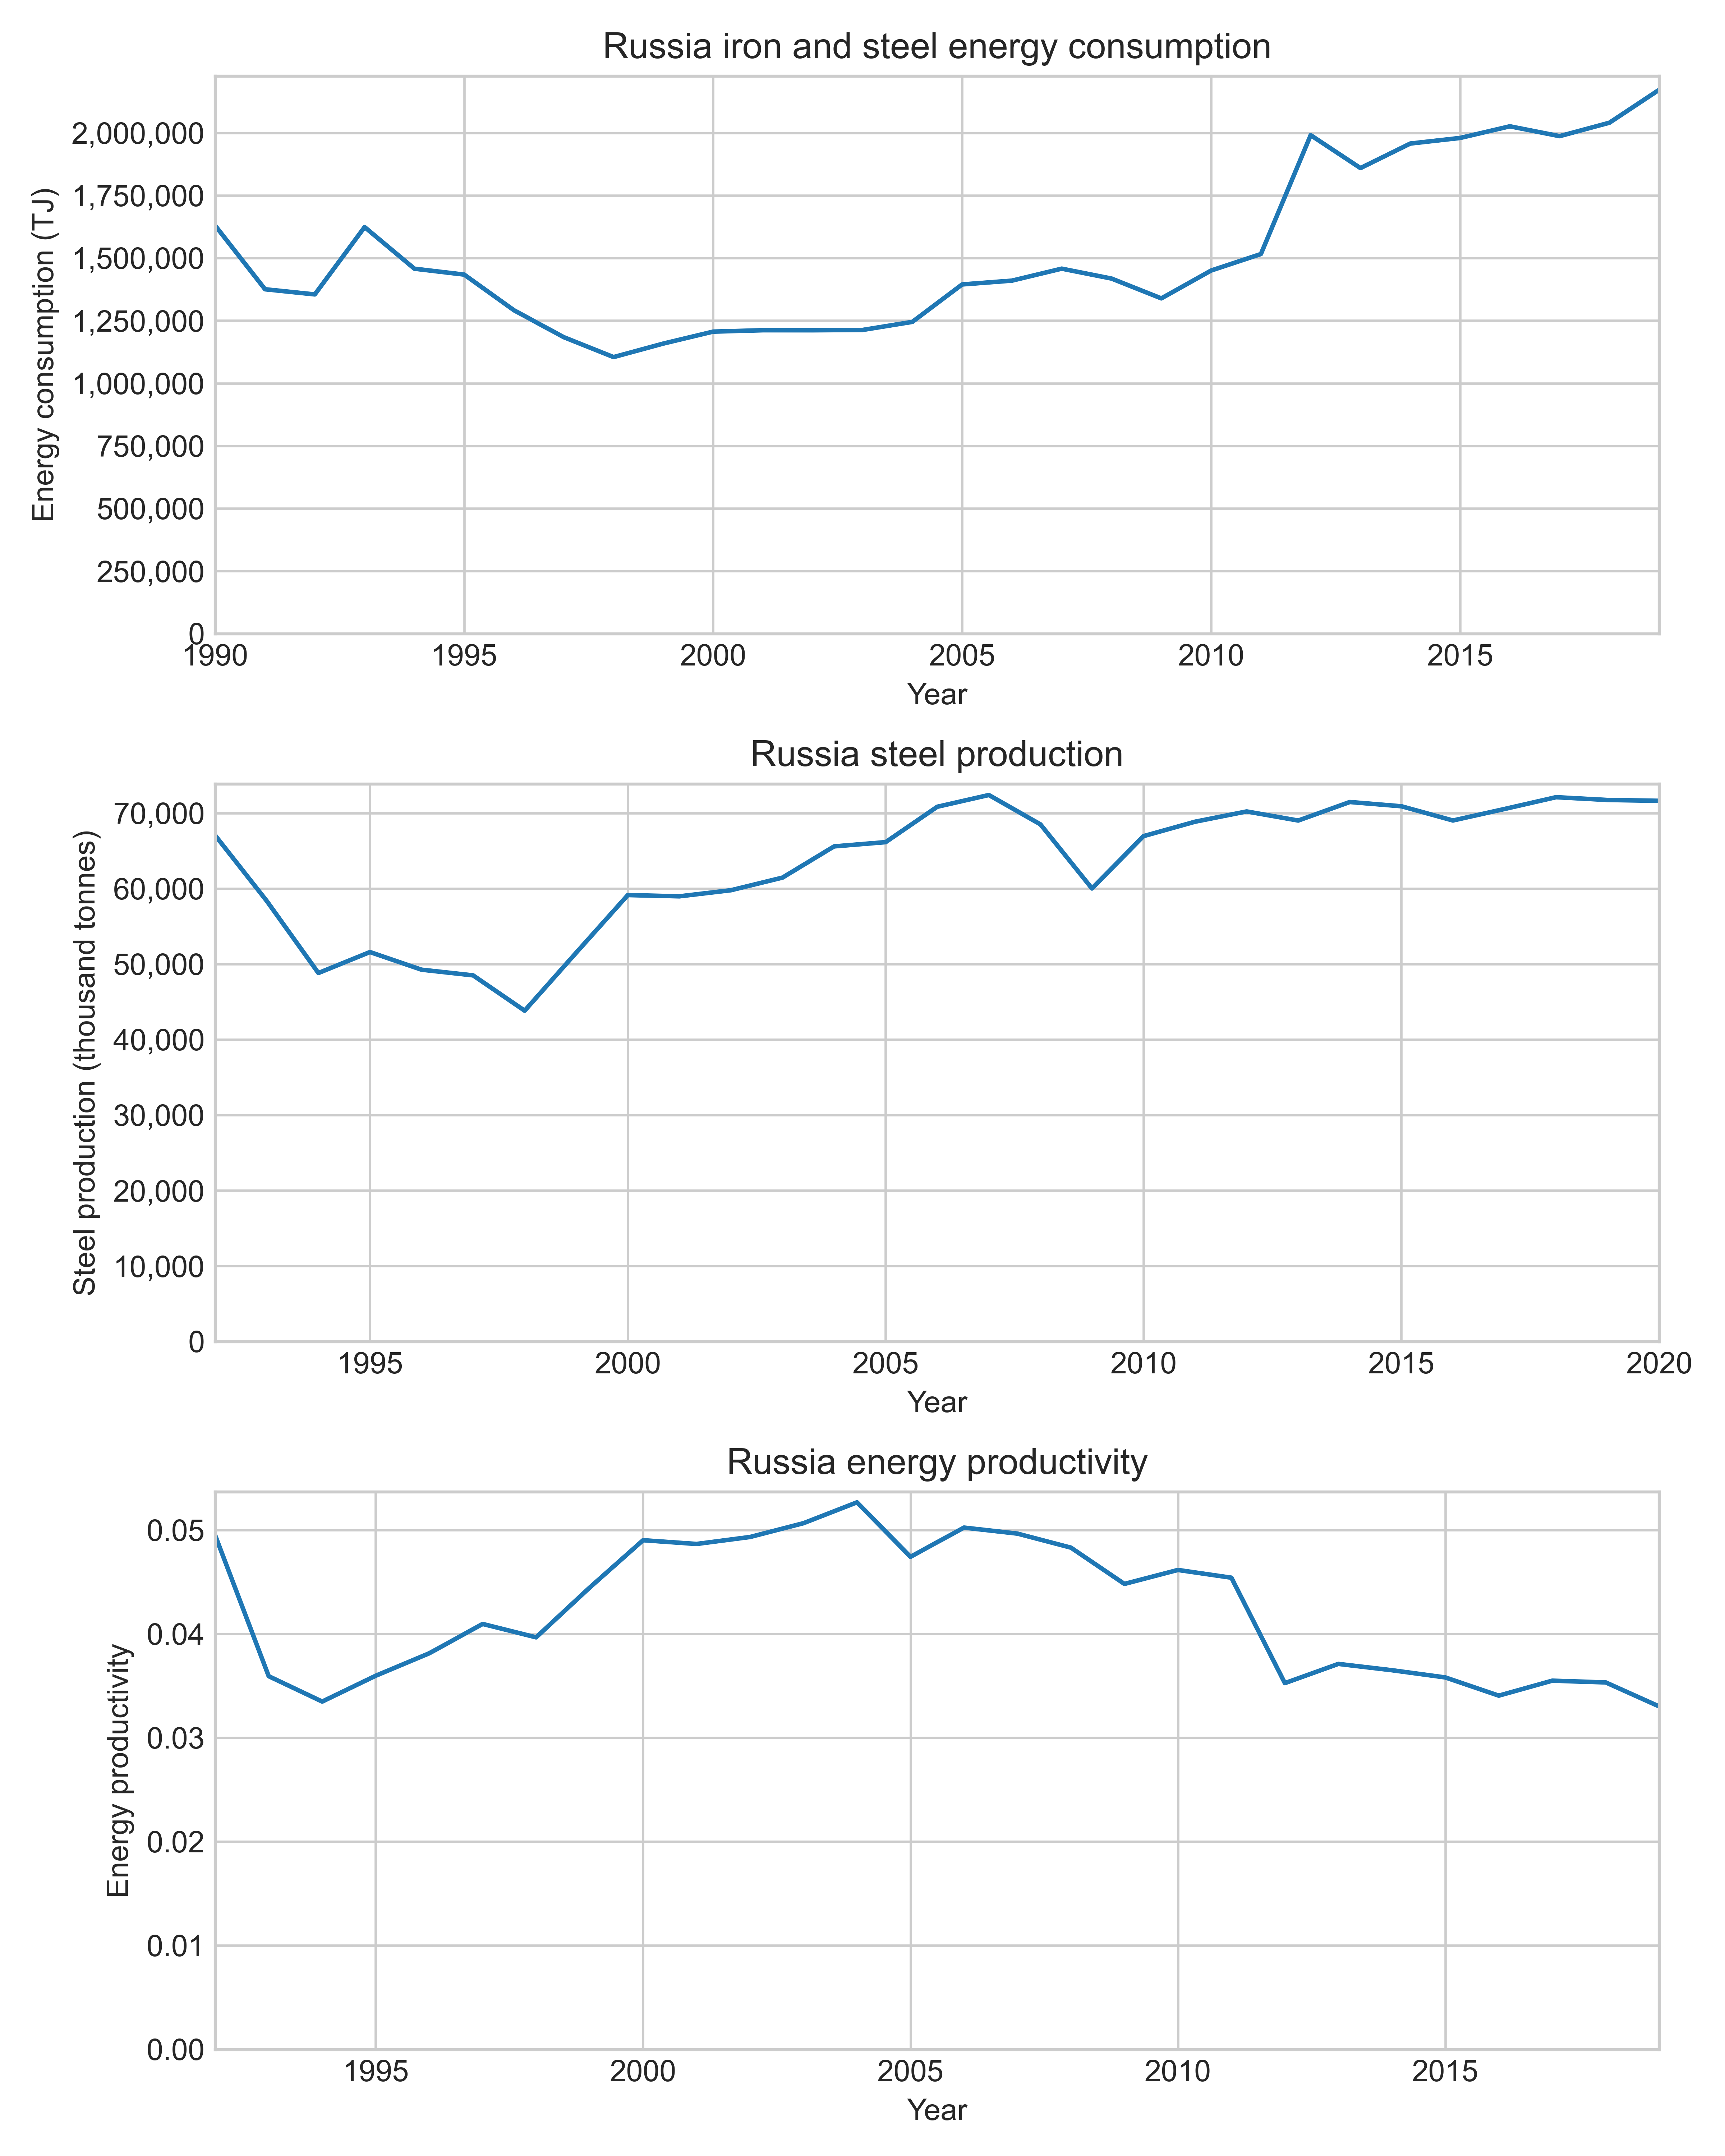 Russia iron and steel energy consumption
Energy consumption (TJ)
2,000,000
1,750,000
1,500,000
1,250,000
1,000,000
750,000
500,000
250,000
0
1990 1995 2000 2005 2010 2015
Year
Russia steel production
Steel production (thousand tonnes)
70,000
60,000
50,000
40,000
30,000
20,000
10,000
0
1995 2000 2005 2010 2015 2020
Year
Russia energy productivity
Energy productivity
0.05
0.04
0.03
0.02
0.01
0.00
1995 2000 2005 2010 2015
Year